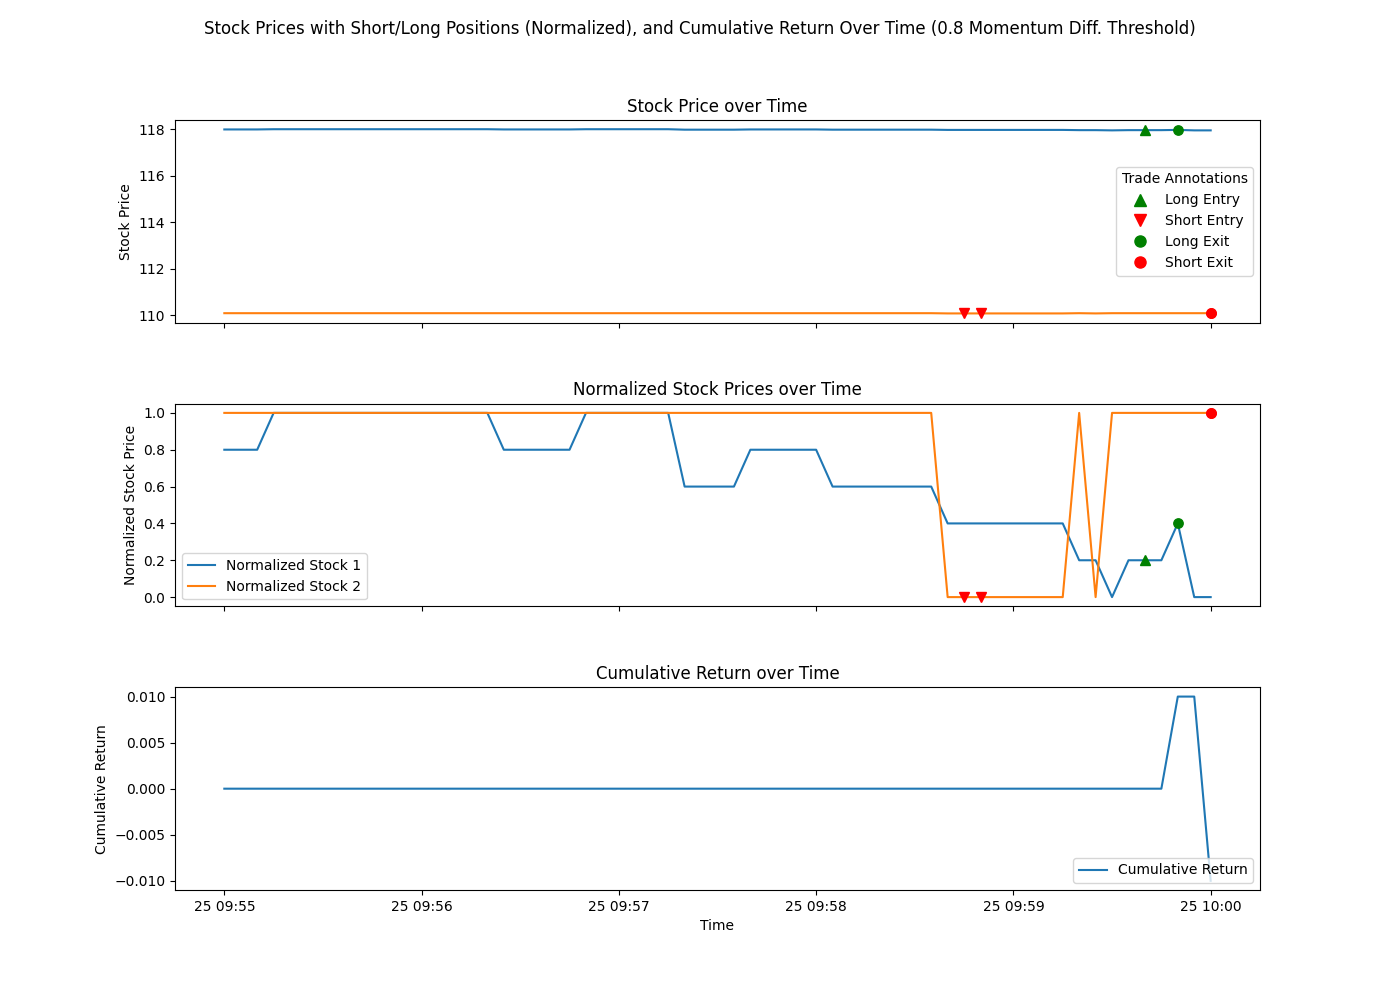 Stock Prices with Short/Long Positions (Normalized), and Cumulative Return Over Time (0.8 Momentum Diff. Threshold)
Stock Price over Time
Stock Price
118
116
114
112
110
Trade Annotations
Long Entry
Short Entry
Long Exit
Short Exit
Normalized Stock Prices over Time
Normalized Stock Price
1.0
0.8
0.6
0.4
0.2
0.0
Normalized Stock 1
Normalized Stock 2
Cumulative Return over Time
Cumulative Return
0.010
0.005
0.000
−0.005
−0.010
Cumulative Return
25 09:55
25 09:56
25 09:57
25 09:58
25 09:59
25 10:00
Time